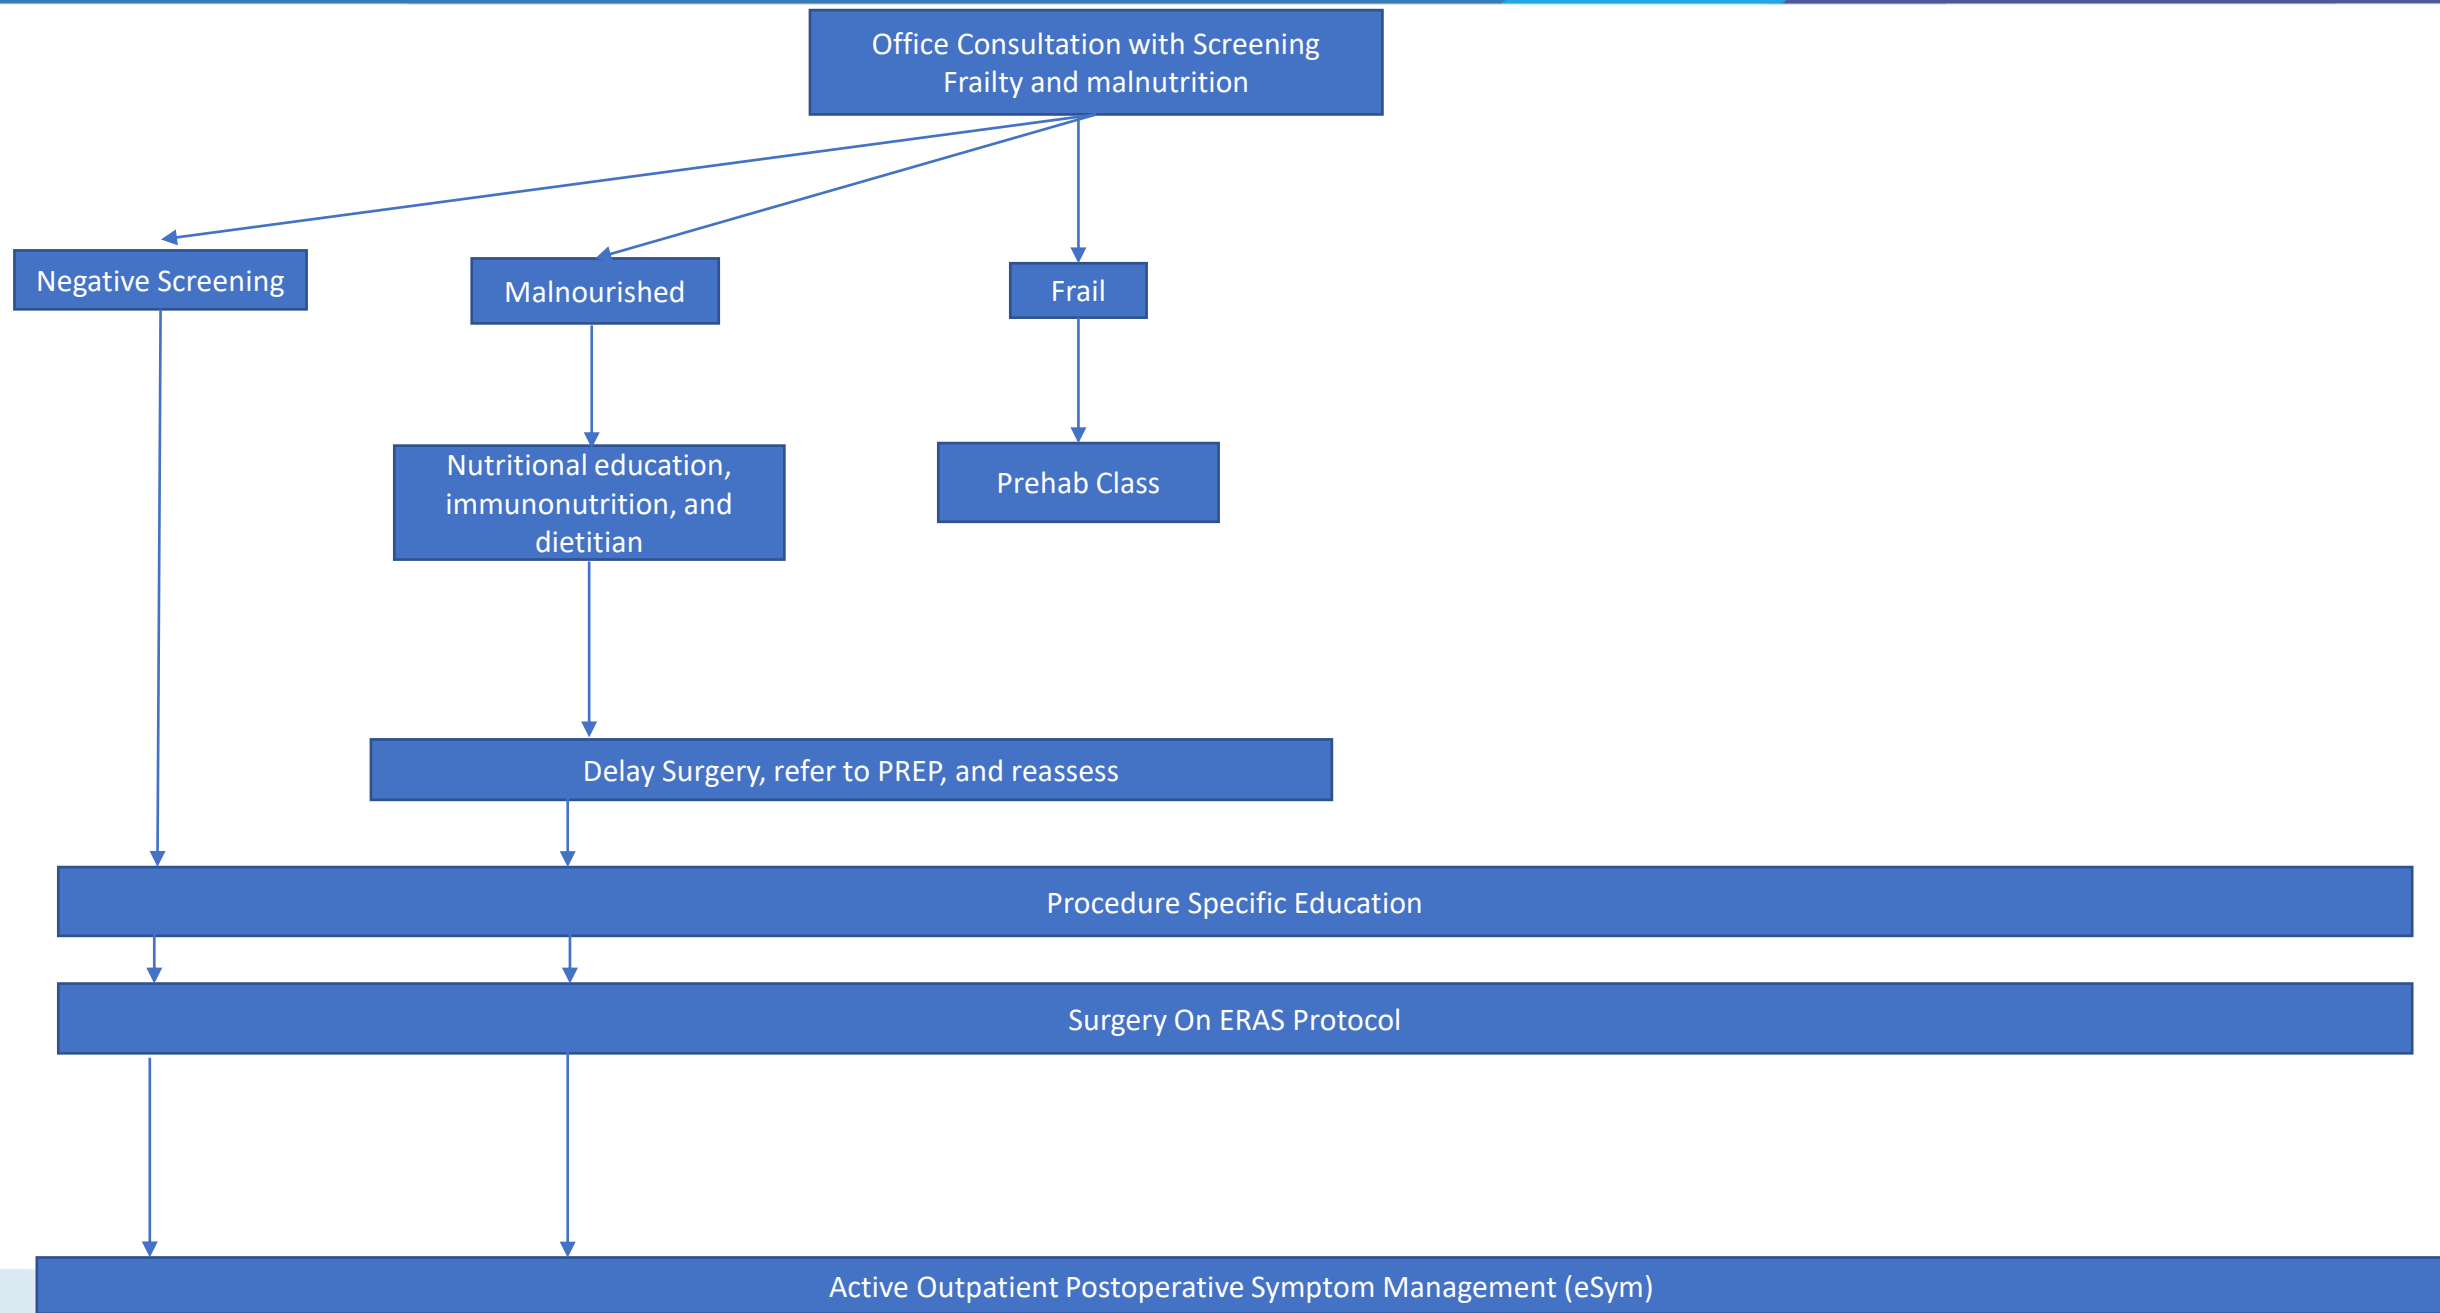 Office Consultation with Screening
Frailty and malnutrition
Negative Screening
Malnourished
Frail
Nutritional education,
immunonutrition, and
dietitian
Prehab Class
Delay Surgery, refer to PREP, and reassess
Procedure Specific Education
Surgery On ERAS Protocol
Active Outpatient Postoperative Symptom Management (eSym)